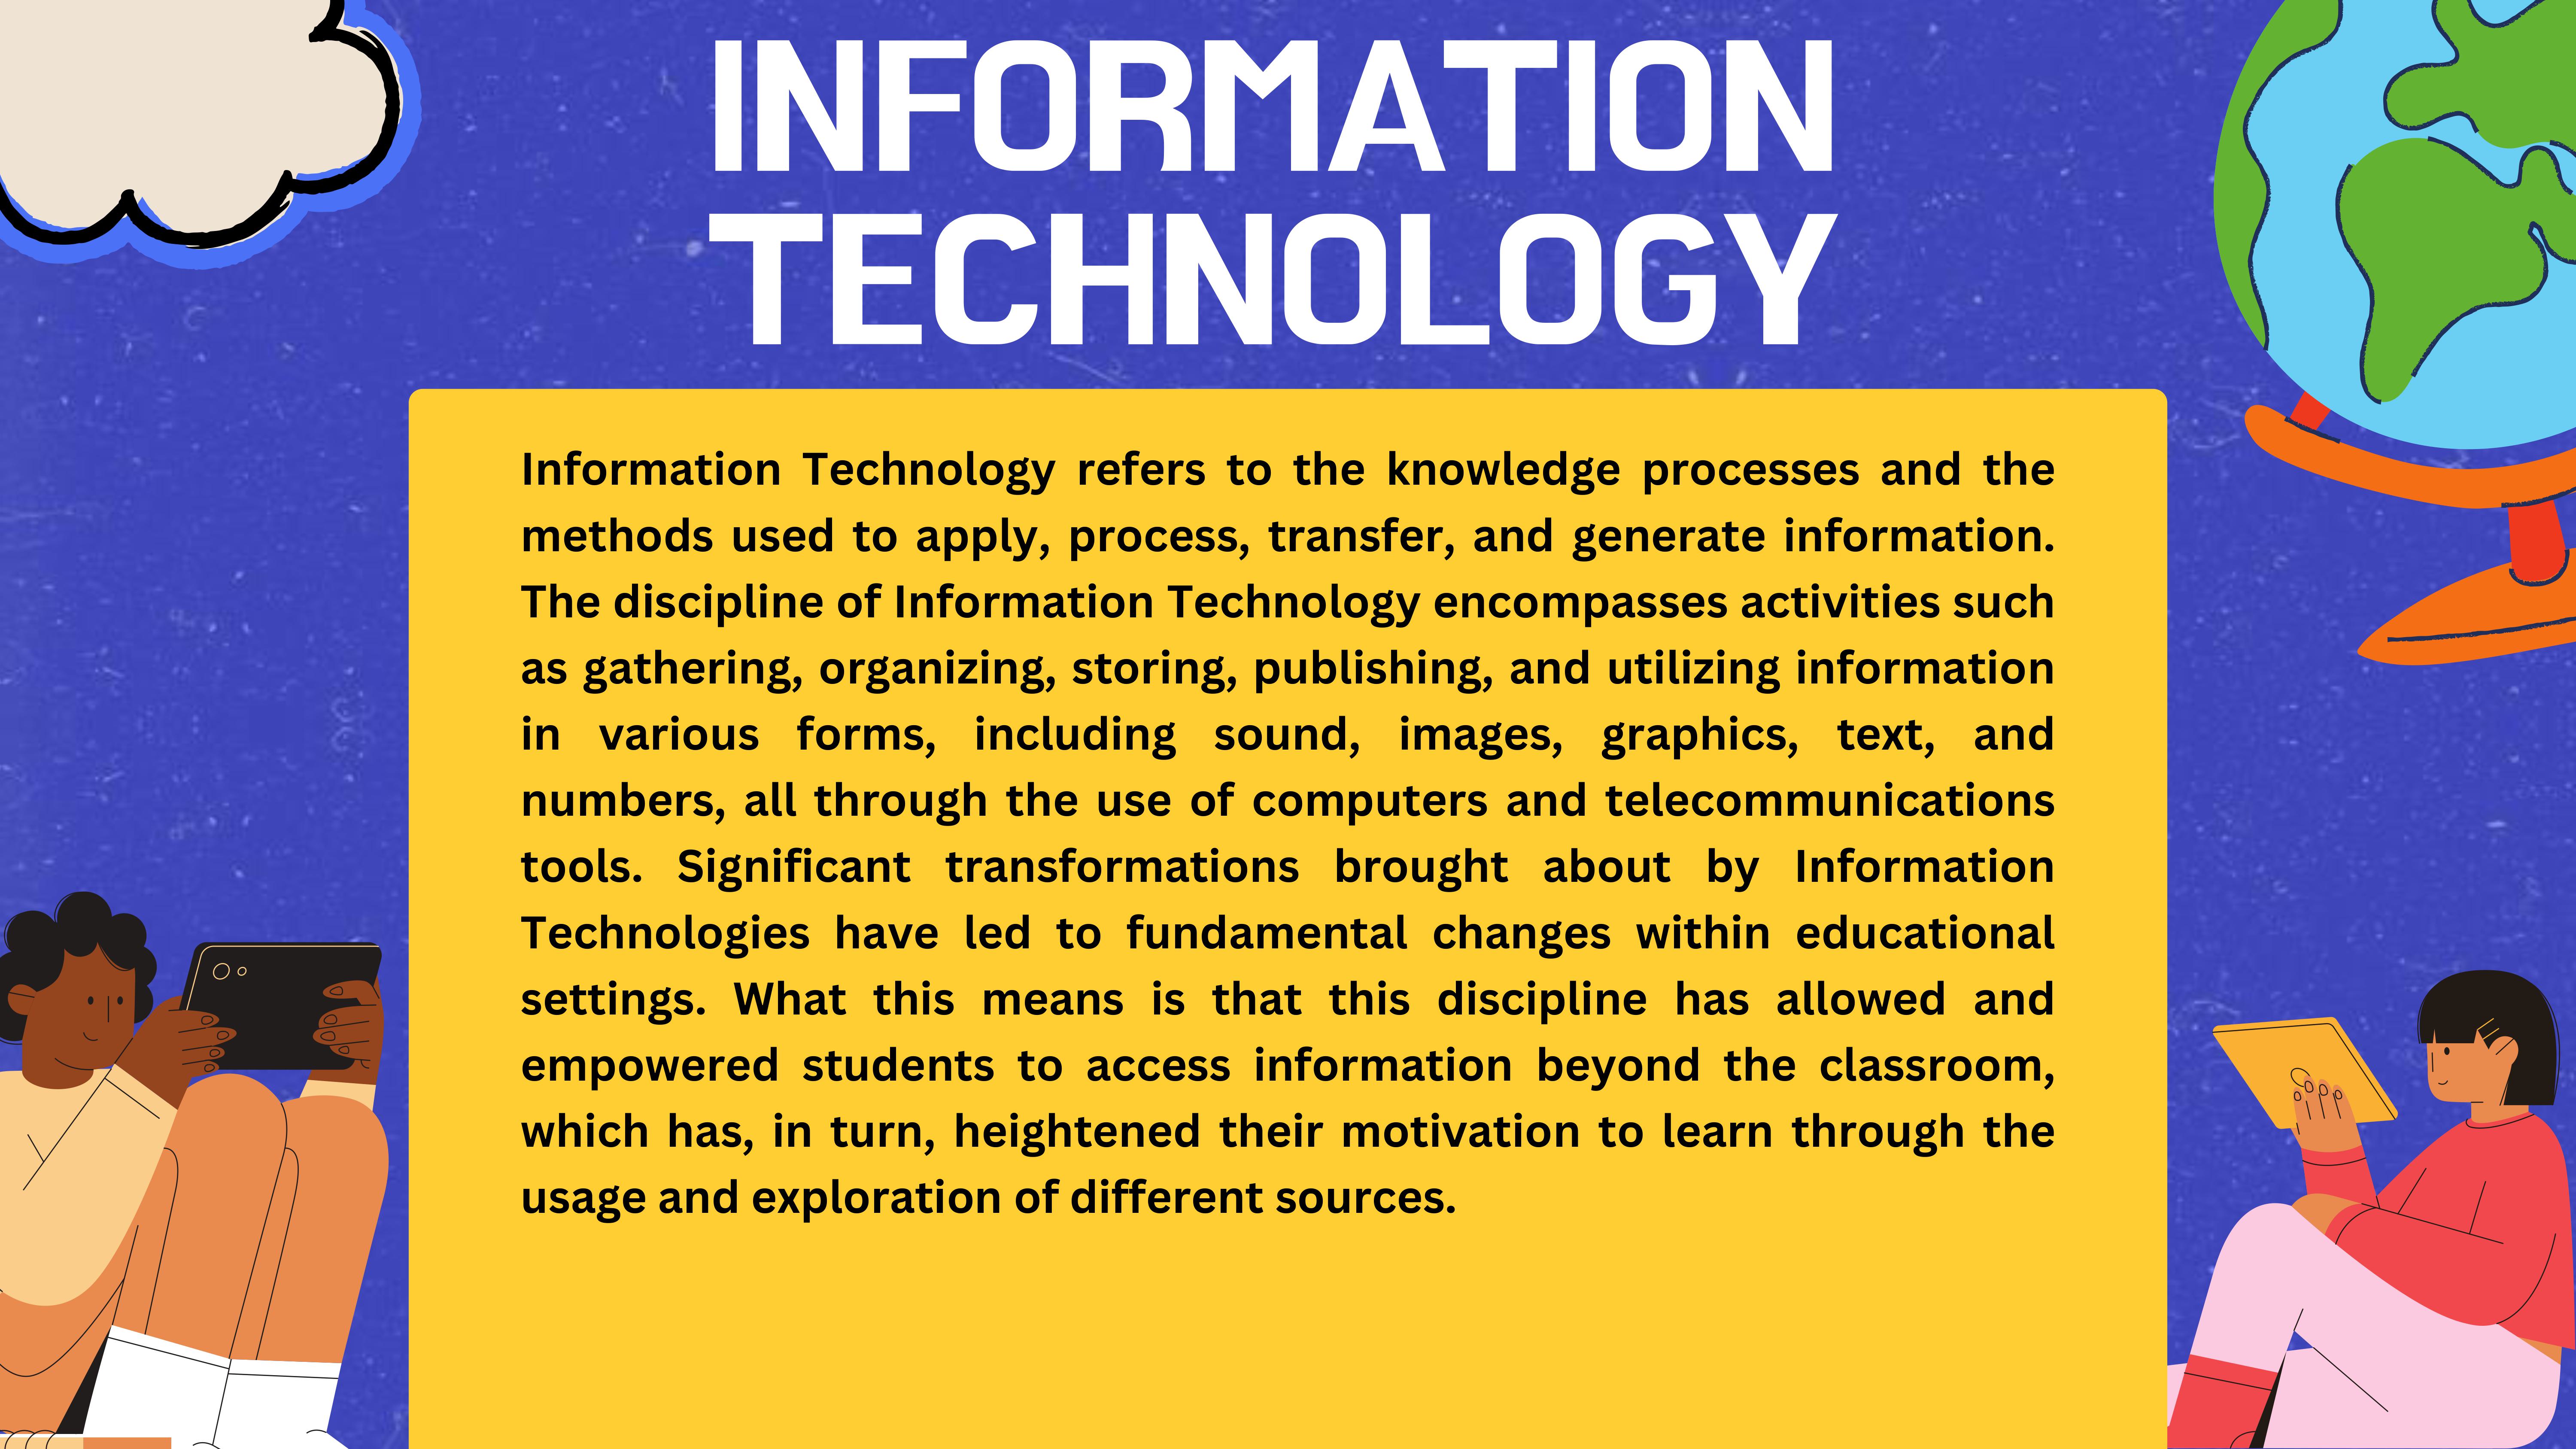 INFORMATION
TECHNOLOGY
Information Technology refers to the knowledge processes and the
methods used to apply, process, transfer, and generate information.
The discipline of Information Technology encompasses activities such
as gathering, organizing, storing, publishing, and utilizing information
in various forms, including sound, images, graphics, text, and
numbers, all through the use of computers and telecommunications
tools. Significant transformations brought about by Information
Technologies have led to fundamental changes within educational
settings. What this means is that this discipline has allowed and
empowered students to access information beyond the classroom,
which has, in turn, heightened their motivation to learn through the
usage and exploration of different sources.